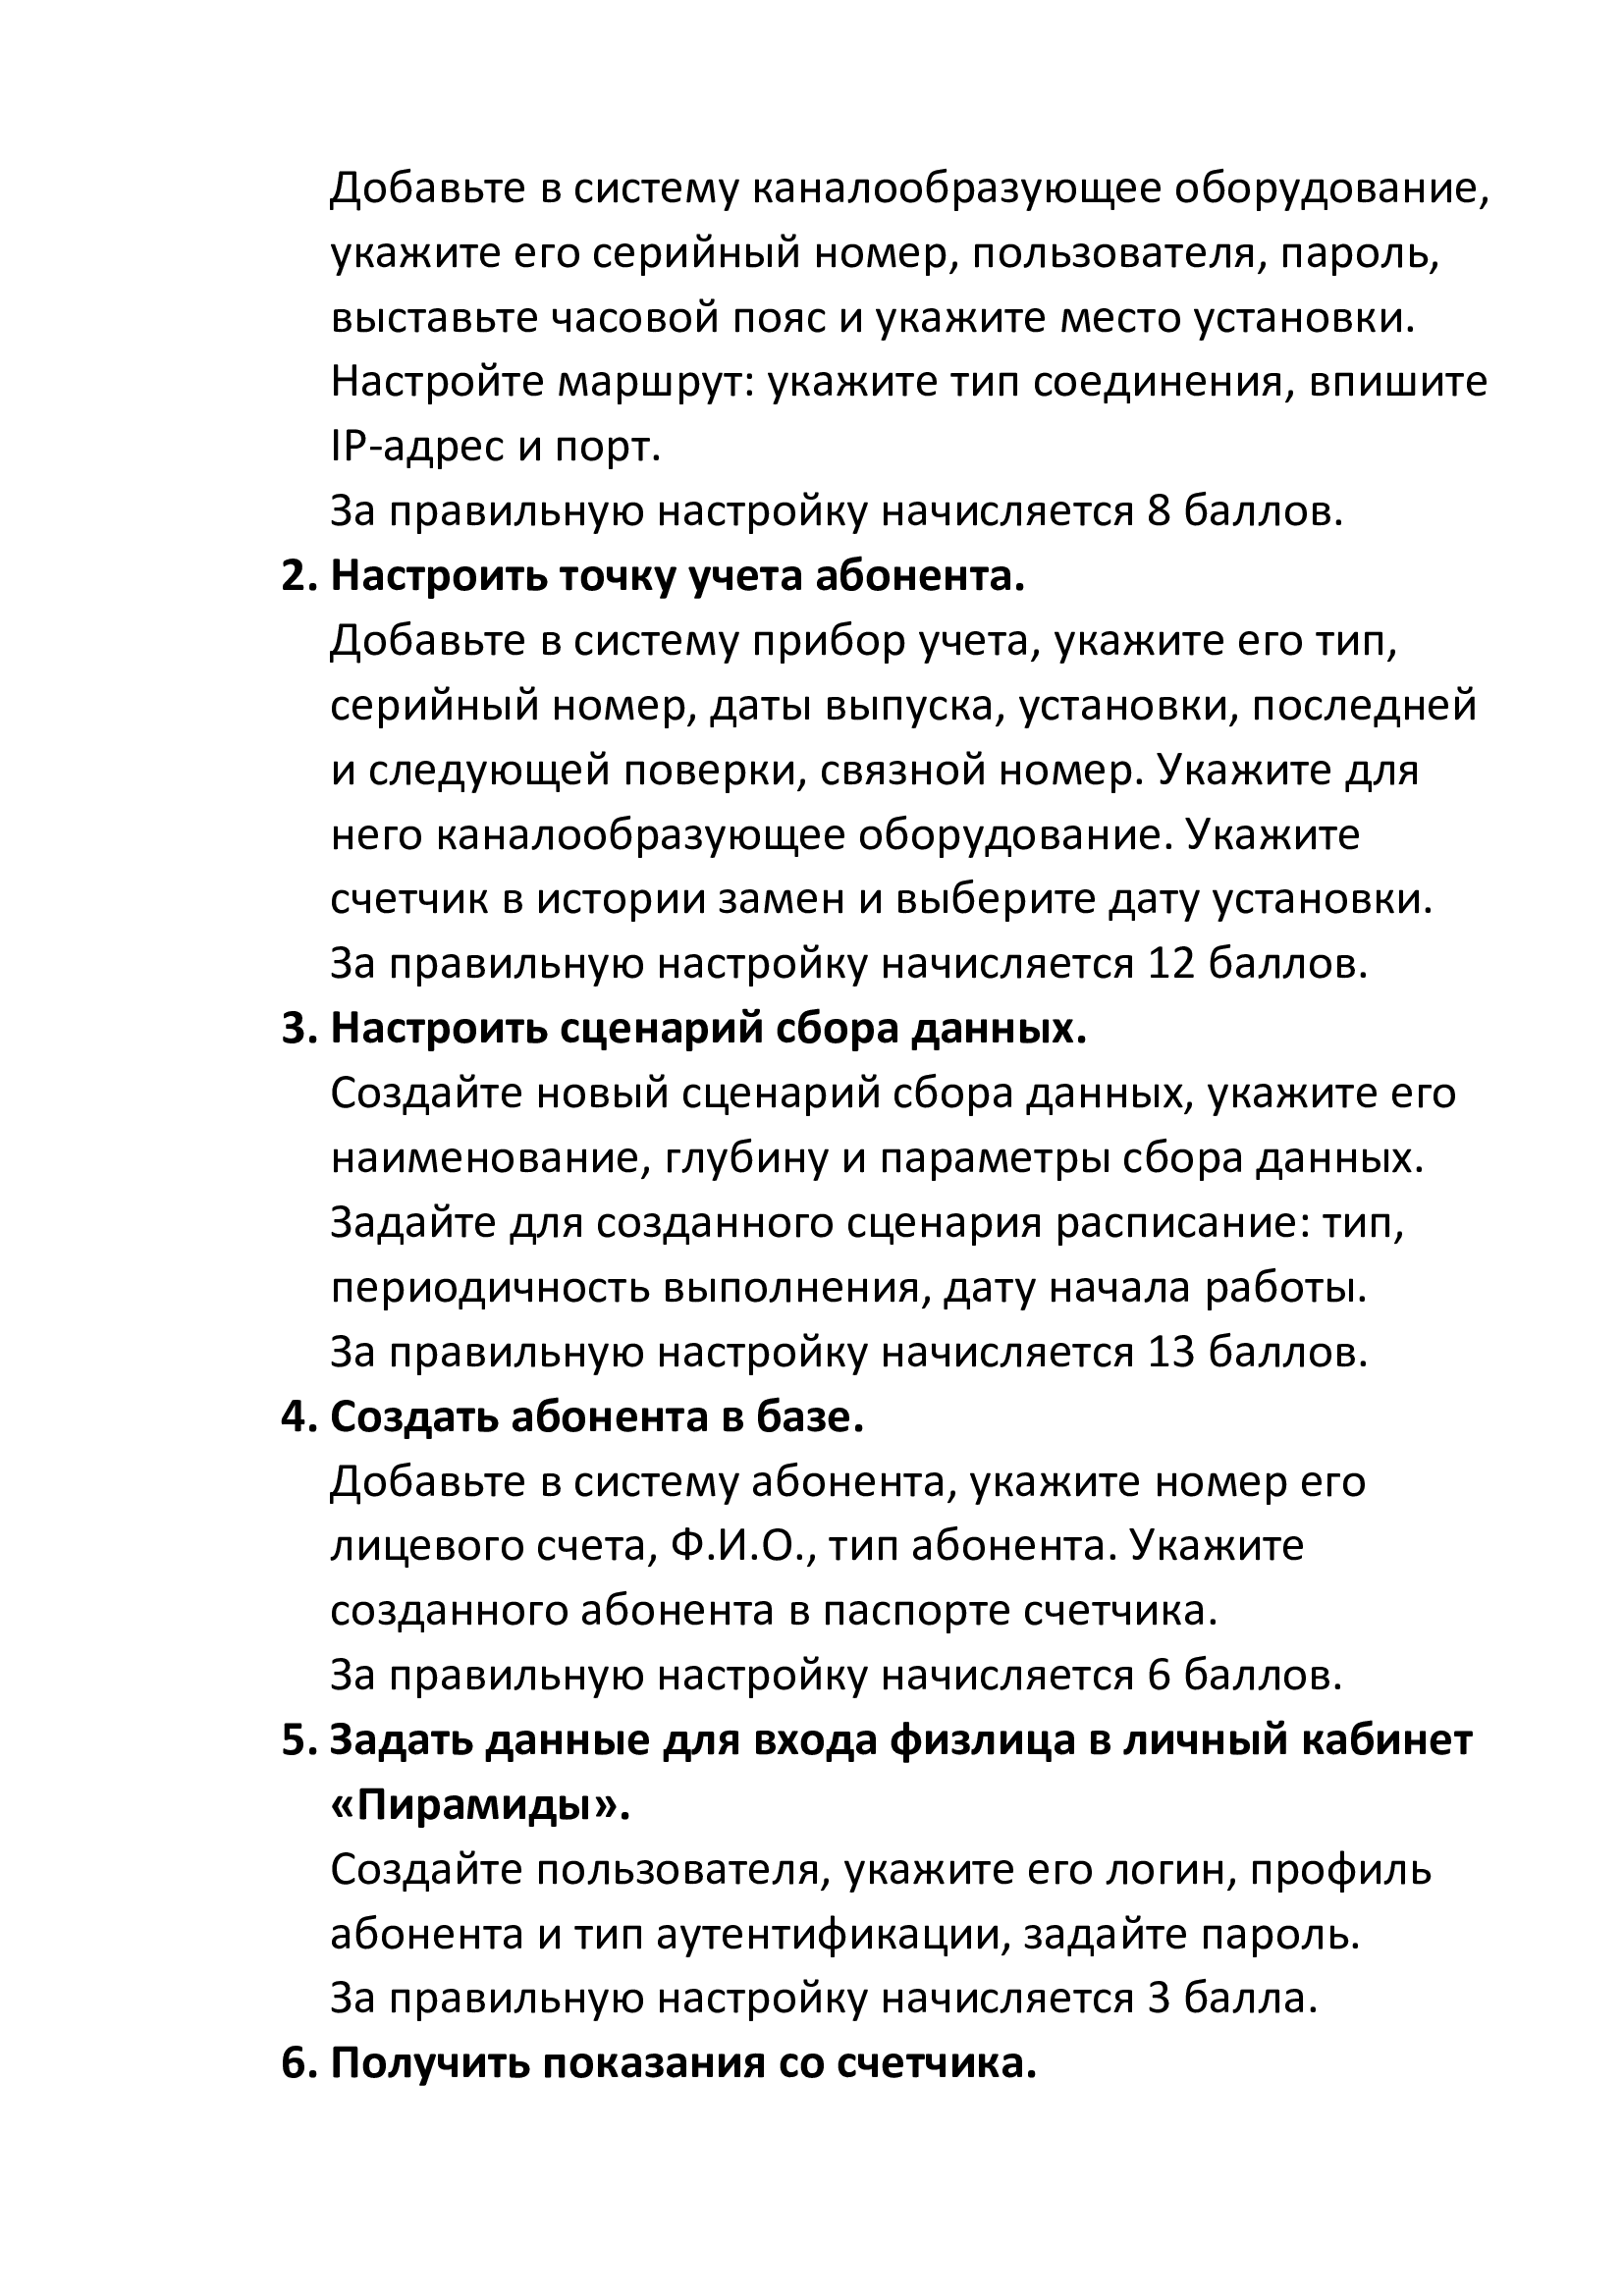 Добавьте в систему каналообразующее оборудование,
укажите его серийный номер, пользователя, пароль,
выставьте часовой пояс и укажите место установки.
Настройте маршрут: укажите тип соединения, впишите
IP-адрес и порт.
За правильную настройку начисляется 8 баллов.
2. Настроить точку учета абонента.
Добавьте в систему прибор учета, укажите его тип,
серийный номер, даты выпуска, установки, последней
и следующей поверки, связной номер. Укажите для
него каналообразующее оборудование. Укажите
счетчик в истории замен и выберите дату установки.
За правильную настройку начисляется 12 баллов.
3. Настроить сценарий сбора данных.
Создайте новый сценарий сбора данных, укажите его
наименование, глубину и параметры сбора данных.
Задайте для созданного сценария расписание: тип,
периодичность выполнения, дату начала работы.
За правильную настройку начисляется 13 баллов.
4. Создать абонента в базе.
Добавьте в систему абонента, укажите номер его
лицевого счета, Ф.И.О., тип абонента. Укажите
созданного абонента в паспорте счетчика.
За правильную настройку начисляется 6 баллов.
5. Задать данные для входа физлица в личный кабинет
«Пирамиды».
Создайте пользователя, укажите его логин, профиль
абонента и тип аутентификации, задайте пароль.
За правильную настройку начисляется 3 балла.
6. Получить показания со счетчика.